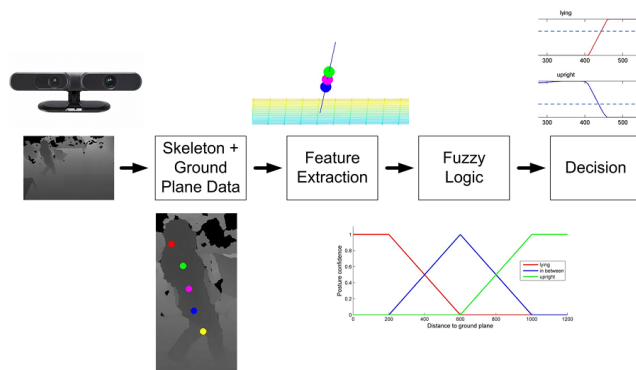 lying
300
400
500
upright
300
400
500
Skeleton +
Ground
Plane Data
Feature
Extraction
Fuzzy
Logic
Decision
1
0.8
0.6
0.4
0.2
0
Posture confidence
lying
in between
upright
0
200
400
600
800
1000
1200
Distance to ground plane